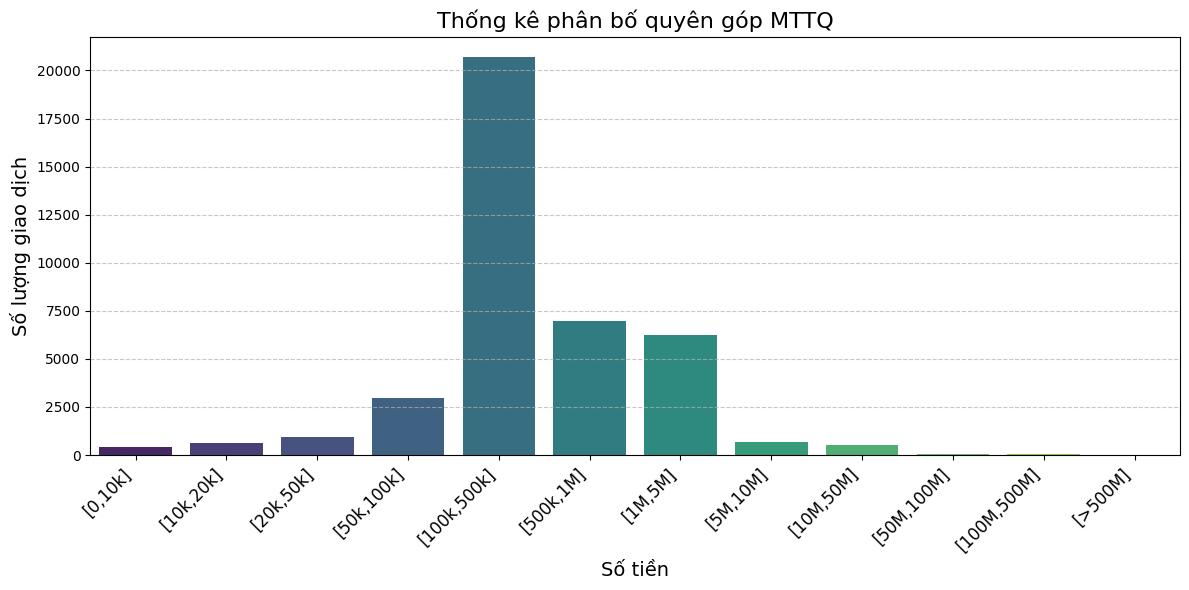 Thống kê phân bố quyên góp MTTQ
Số lượng giao dịch
20000
17500
15000
12500
10000
7500
5000
2500
0
[0,10k]
[10k,20k]
[20k,50k]
[50k,100k]
[100k,500k]
[500k,1M]
[1M,5M]
[5M,10M]
[10M,50M]
[50M,100M]
[100M,500M]
[>500M]
Số tiền